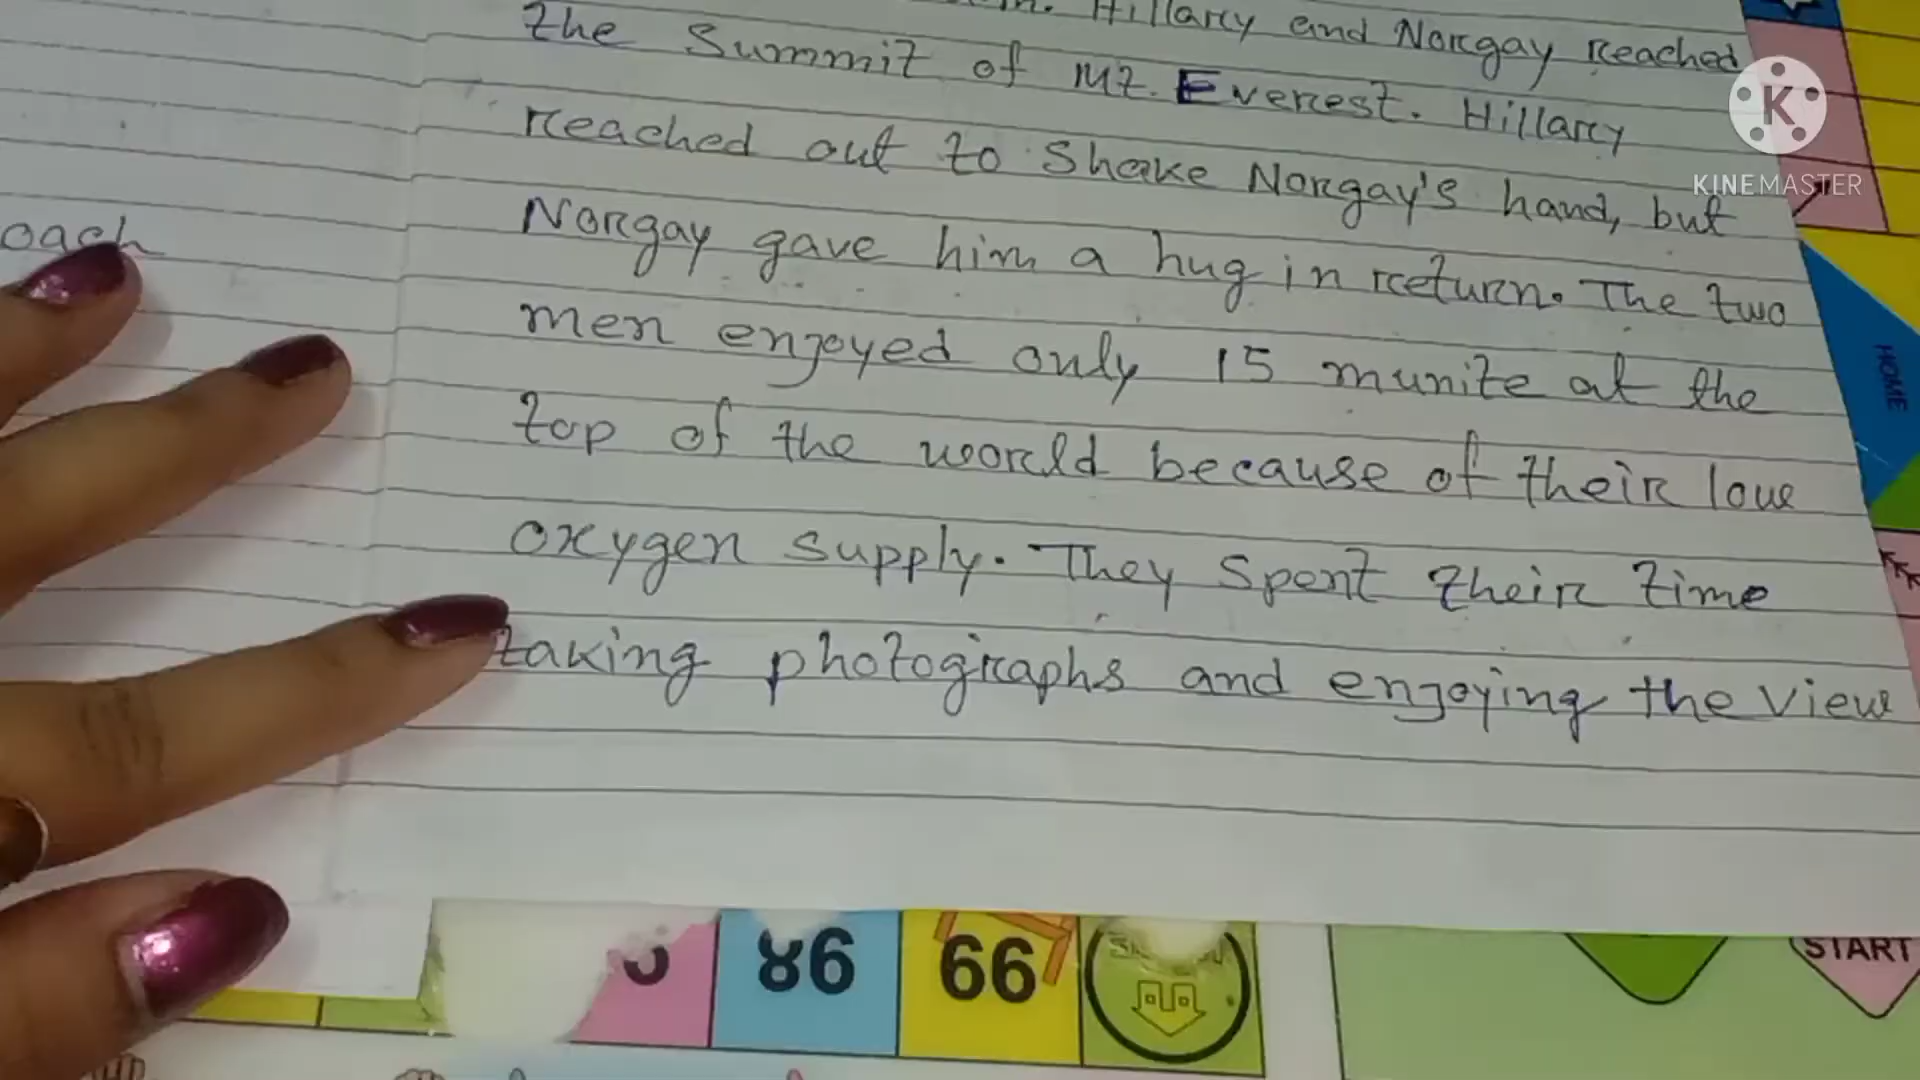 Hillary and Norgay reached
the Summit of Mt. Everest. Hillary
reached out to Shake Norgay's hand, but
Norgay gave him a hug in return. The two
men enjoyed only 15 munite at the
top of the world because of their low
oxygen supply. They spent their time
taking photographs and enjoying the view
oach
KINEMASTER
K
HOME
98
99
START